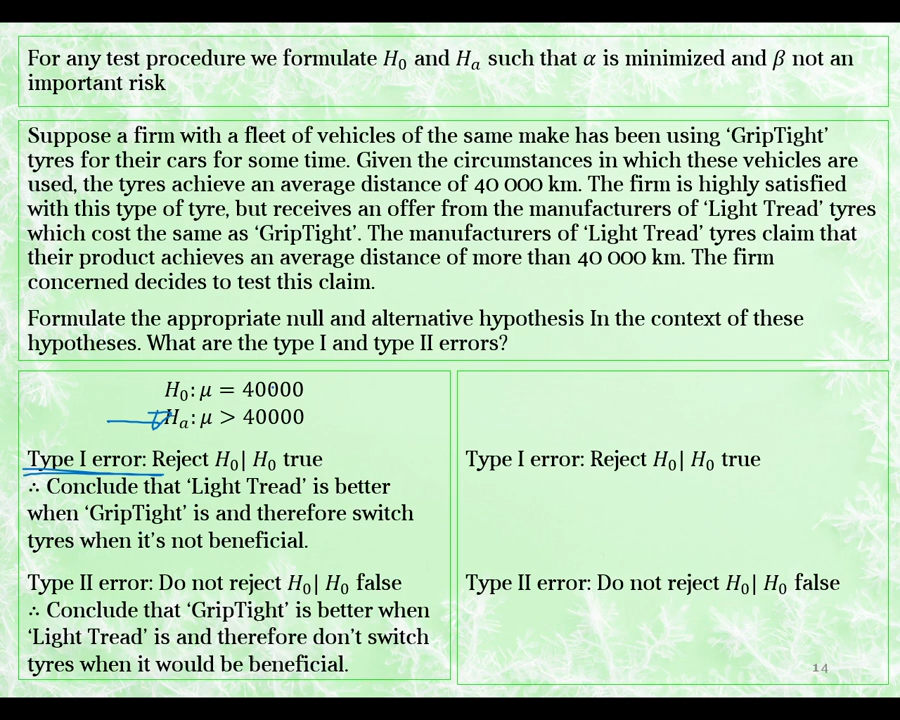 For any test procedure we formulate H₀ and Hₐ such that α is minimized and β not an
important risk
Suppose a firm with a fleet of vehicles of the same make has been using ‘GripTight’
tyres for their cars for some time. Given the circumstances in which these vehicles are
used, the tyres achieve an average distance of 40 000 km. The firm is highly satisfied
with this type of tyre, but receives an offer from the manufacturers of ‘Light Tread’ tyres
which cost the same as ‘GripTight’. The manufacturers of ‘Light Tread’ tyres claim that
their product achieves an average distance of more than 40 000 km. The firm
concerned decides to test this claim.
Formulate the appropriate null and alternative hypothesis In the context of these
hypotheses. What are the type I and type II errors?
H₀: μ = 40000
Hₐ: μ > 40000
Type I error: Reject H₀| H₀ true
∴ Conclude that ‘Light Tread’ is better
when ‘GripTight’ is and therefore switch
tyres when it’s not beneficial.
Type II error: Do not reject H₀| H₀ false
∴ Conclude that ‘GripTight’ is better when
‘Light Tread’ is and therefore don’t switch
tyres when it would be beneficial.
Type I error: Reject H₀| H₀ true
Type II error: Do not reject H₀| H₀ false
14